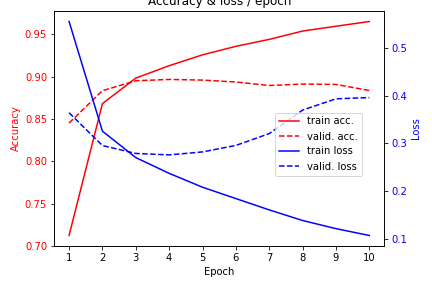 Accuracy & loss / epoch
0.95
0.90
0.85
0.80
0.75
0.70
Accuracy
0.5
0.4
0.3
0.2
0.1
Loss
train acc.
valid. acc.
train loss
valid. loss
1 2 3 4 5 6 7 8 9 10
Epoch